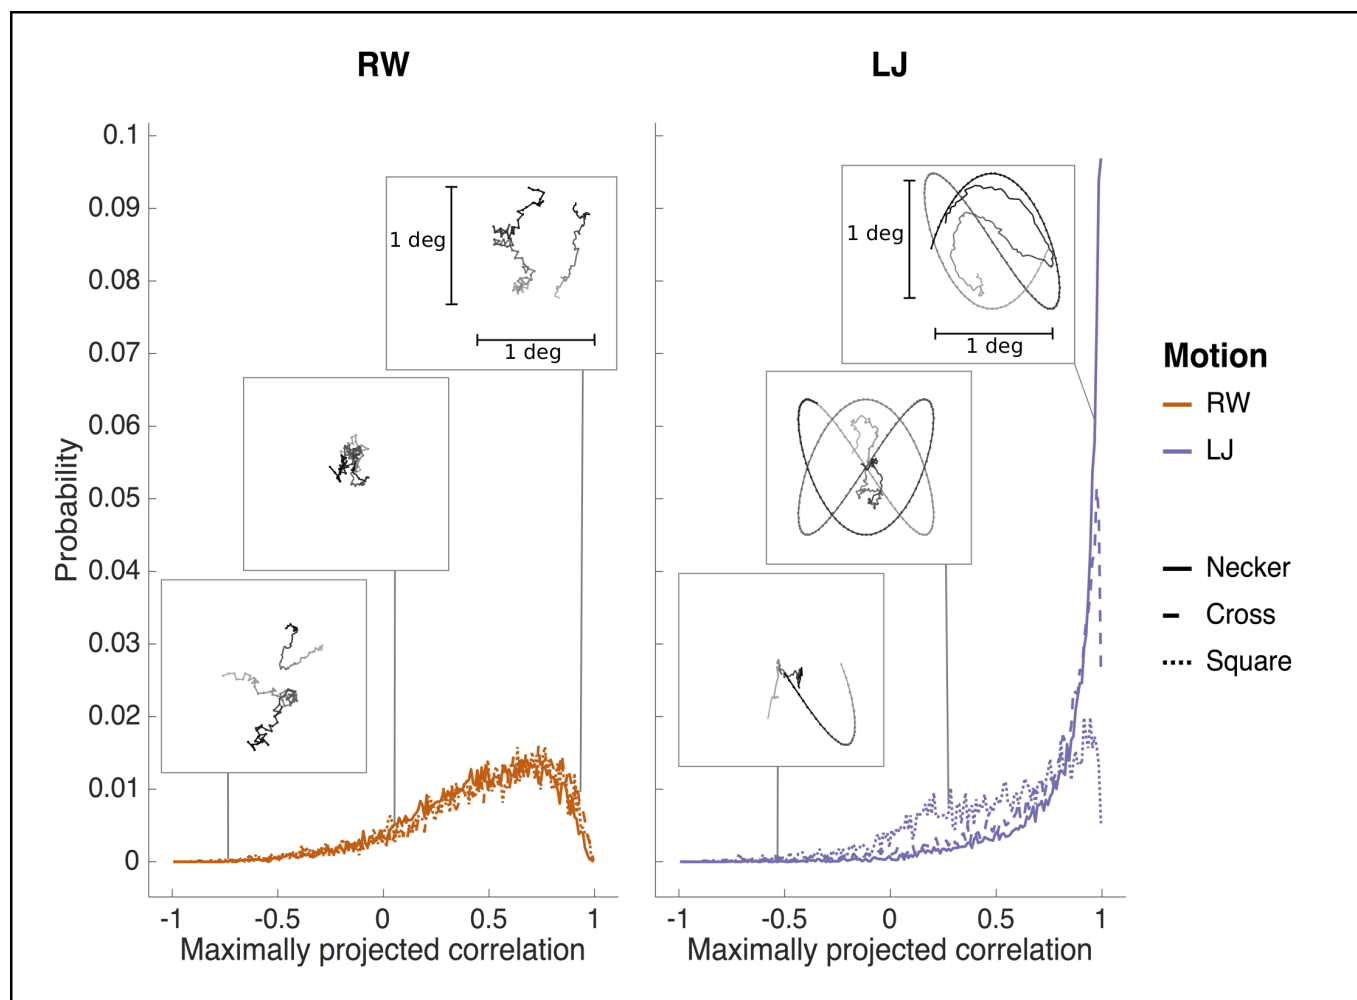 RW
LJ
0.1
0.09
0.08
0.07
0.06
0.05
0.04
0.03
0.02
0.01
0
Probability
1 deg
1 deg
1 deg
1 deg
-1 -0.5 0 0.5 1
Maximally projected correlation
-1 -0.5 0 0.5 1
Maximally projected correlation
Motion
RW
LJ
Necker
Cross
Square